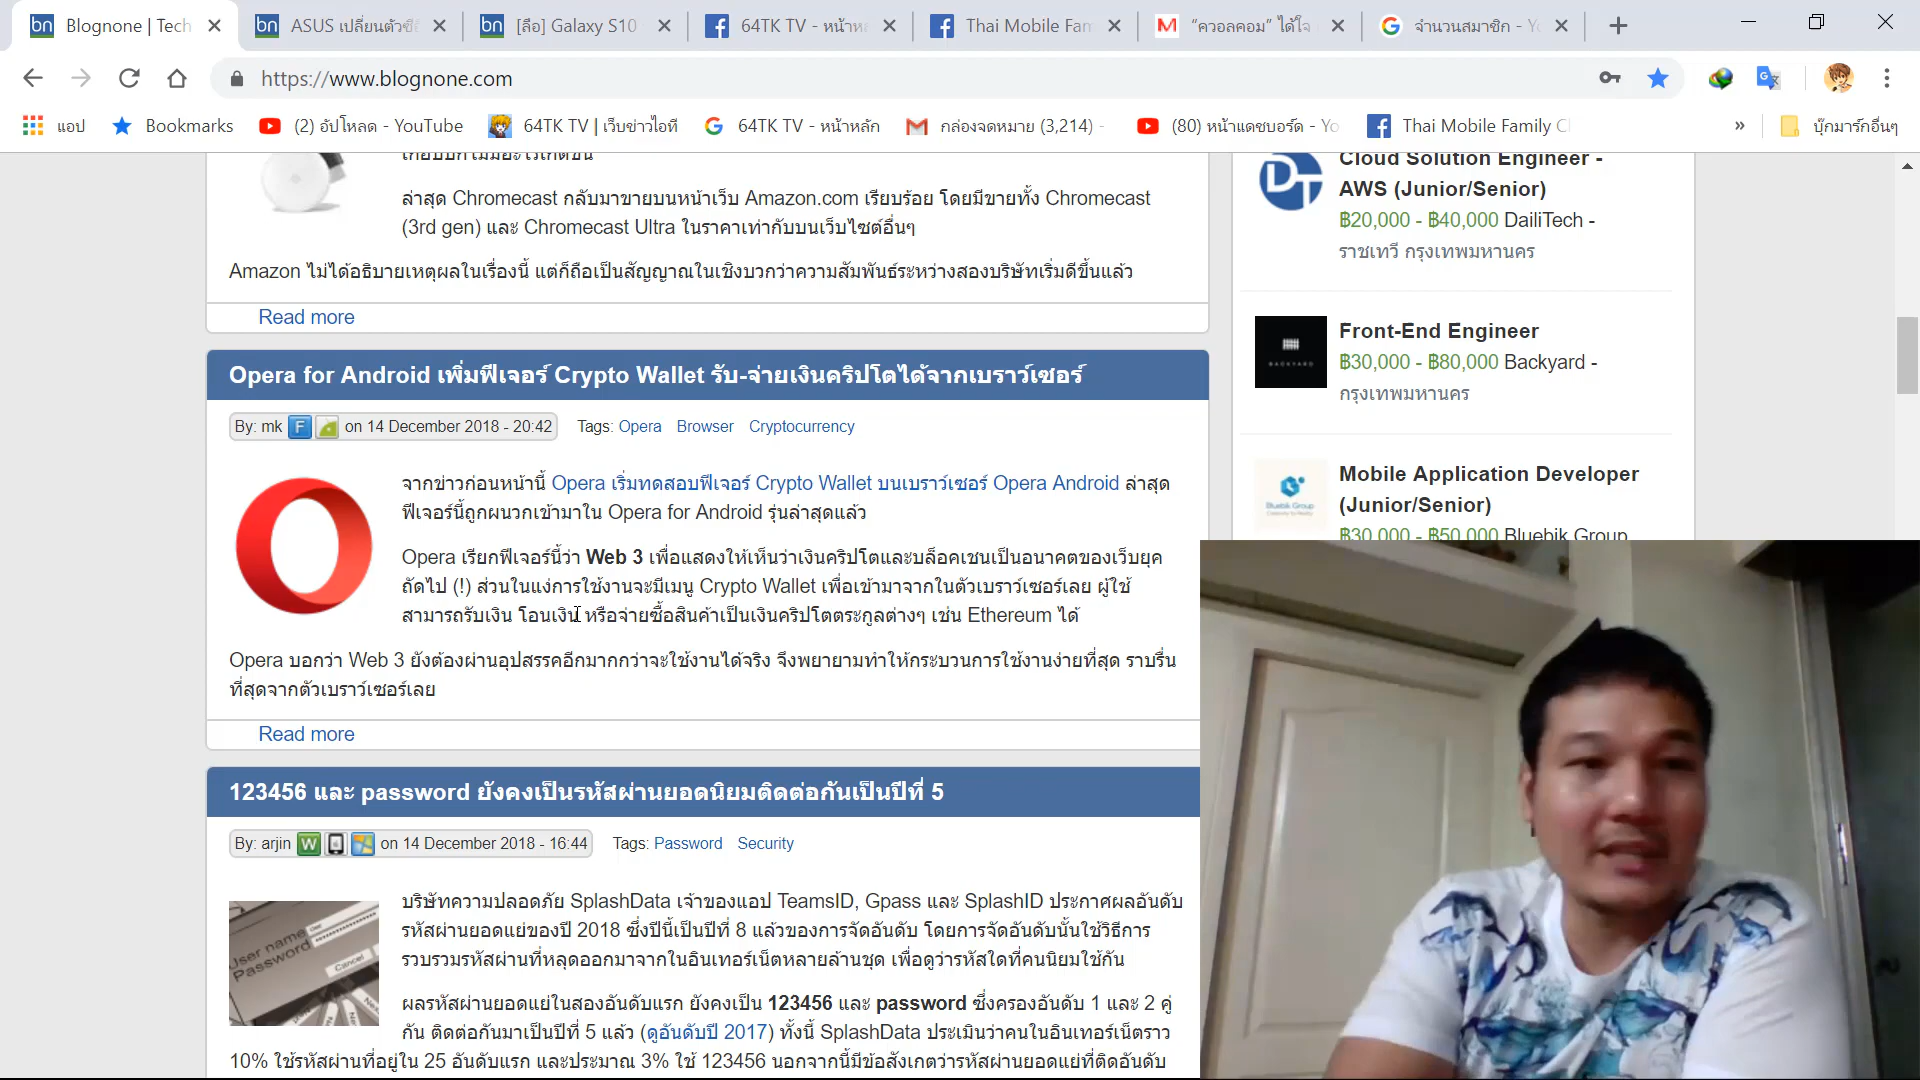 Blognone | Tech
ASUS เปลี่ยนตัวซีอี
[ลือ] Galaxy S10
64TK TV - หน้าห
Thai Mobile Fam
“ควอลคอม” ได้ใจ
จำนวนสมาชิก - Yo
https://www.blognone.com
แอป
Bookmarks
(2) อัปโหลด - YouTube
64TK TV | เว็บข่าวไอที
64TK TV - หน้าหลัก
กล่องจดหมาย (3,214) -
(80) หน้าแดชบอร์ด - Yo
Thai Mobile Family Cl
»
บุ๊กมาร์กอื่นๆ
ล่าสุด Chromecast กลับมาขายบนหน้าเว็บ Amazon.com เรียบร้อย โดยมีขายทั้ง Chromecast
(3rd gen) และ Chromecast Ultra ในราคาเท่ากับบนเว็บไซต์อื่นๆ
Amazon ไม่ได้อธิบายเหตุผลในเรื่องนี้ แต่ก็ถือเป็นสัญญาณในเชิงบวกว่าความสัมพันธ์ระหว่างสองบริษัทเริ่มดีขึ้นแล้ว
Read more
Opera for Android เพิ่มฟีเจอร์ Crypto Wallet รับ-จ่ายเงินคริปโตได้จากเบราว์เซอร์
By: mk F on 14 December 2018 - 20:42 Tags: Opera Browser Cryptocurrency
จากข่าวก่อนหน้านี้ Opera เริ่มทดสอบฟีเจอร์ Crypto Wallet บนเบราว์เซอร์ Opera Android ล่าสุด
ฟีเจอร์นี้ถูกผนวกเข้ามาใน Opera for Android รุ่นล่าสุดแล้ว
Opera เรียกฟีเจอร์นี้ว่า Web 3 เพื่อแสดงให้เห็นว่าเงินคริปโตและบล็อคเชนเป็นอนาคตของเว็บยุค
ถัดไป (!) ส่วนในแง่การใช้งานจะมีเมนู Crypto Wallet เพื่อเข้ามาจากในตัวเบราว์เซอร์เลย ผู้ใช้
สามารถรับเงิน โอนเงิน หรือจ่ายซื้อสินค้าเป็นเงินคริปโตตระกูลต่างๆ เช่น Ethereum ได้
Opera บอกว่า Web 3 ยังต้องผ่านอุปสรรคอีกมากกว่าจะใช้งานได้จริง จึงพยายามทำให้กระบวนการใช้งานง่ายที่สุด ราบรื่น
ที่สุดจากตัวเบราว์เซอร์เลย
Read more
123456 และ password ยังคงเป็นรหัสผ่านยอดนิยมติดต่อกันเป็นปีที่ 5
By: arjin W on 14 December 2018 - 16:44 Tags: Password Security
User name
Password
Cancel
บริษัทความปลอดภัย SplashData เจ้าของแอป TeamsID, Gpass และ SplashID ประกาศผลอันดับ
รหัสผ่านยอดแย่ของปี 2018 ซึ่งปีนี้เป็นปีที่ 8 แล้วของการจัดอันดับ โดยการจัดอันดับนั้นใช้วิธีการ
รวบรวมรหัสผ่านที่หลุดออกมาจากในอินเทอร์เน็ตหลายล้านชุด เพื่อดูว่ารหัสใดที่คนนิยมใช้กัน
ผลรหัสผ่านยอดแย่ในสองอันดับแรก ยังคงเป็น 123456 และ password ซึ่งครองอันดับ 1 และ 2 คู่
กัน ติดต่อกันมาเป็นปีที่ 5 แล้ว (ดูอันดับปี 2017) ทั้งนี้ SplashData ประเมินว่าคนในอินเทอร์เน็ตราว
10% ใช้รหัสผ่านที่อยู่ใน 25 อันดับแรก และประมาณ 3% ใช้ 123456 นอกจากนี้มีข้อสังเกตว่ารหัสผ่านยอดแย่ที่ติดอันดับ
DT
Cloud Solution Engineer -
AWS (Junior/Senior)
฿20,000 - ฿40,000 DailiTech -
ราชเทวี กรุงเทพมหานคร
BACKYARD
Front-End Engineer
฿30,000 - ฿80,000 Backyard -
กรุงเทพมหานคร
Bluebik Group
Mobile Application Developer
(Junior/Senior)
฿30,000 - ฿50,000 Bluebik Group